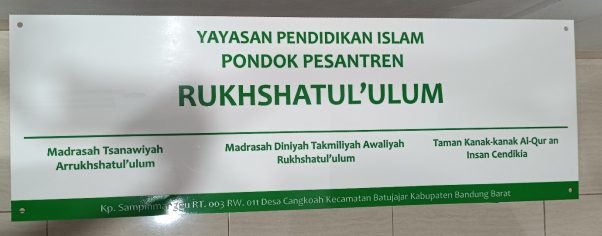 YAYASAN PENDIDIKAN ISLAM
PONDOK PESANTREN
RUKHSHATUL'ULUM
Madrasah Tsanawiyah
Arrukhshatul'ulum
Madrasah Diniyah Takmiliyah Awaliyah
Rukhshatul'ulum
Taman Kanak-kanak Al-Qur an
Insan Cendikia
Kp. RT. 003 RW. 011 Desa Cangkoah Kecamatan Batujajar Kabupaten Bandung Barat